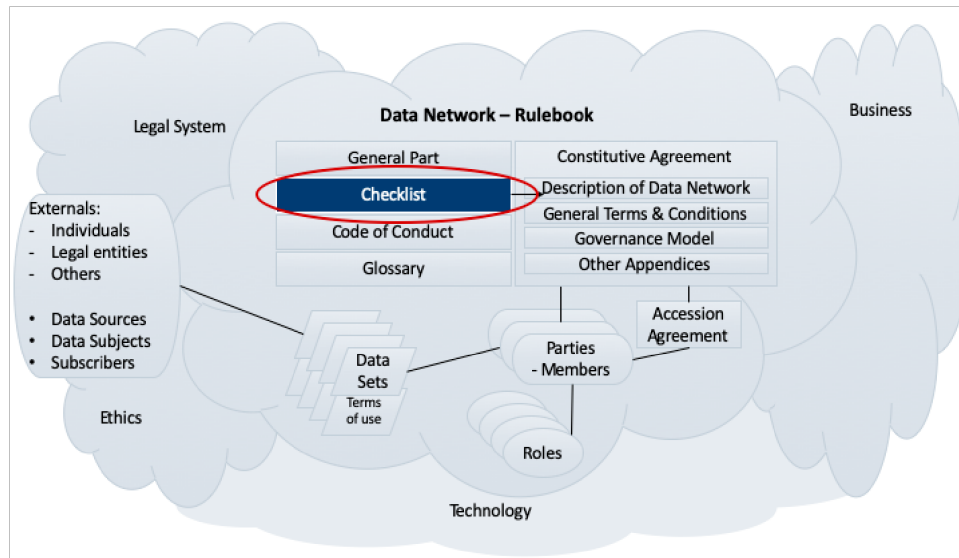 Data Network – Rulebook
Legal System
Business
General Part
Checklist
Code of Conduct
Glossary
Constitutive Agreement
Description of Data Network
General Terms & Conditions
Governance Model
Other Appendices
Externals:
- Individuals
- Legal entities
- Others
• Data Sources
• Data Subjects
• Subscribers
Data
Sets
Terms
of use
Parties
- Members
Accession
Agreement
Roles
Ethics
Technology